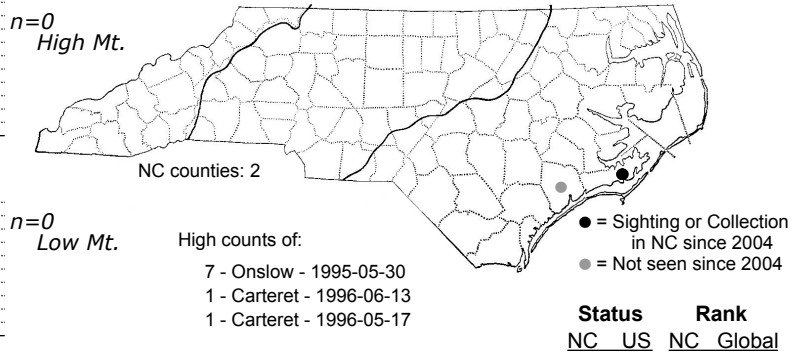 n=0
High Mt.
NC counties: 2
n=0
Low Mt.
High counts of:
7 - Onslow - 1995-05-30
1 - Carteret - 1996-06-13
1 - Carteret - 1996-05-17
= Sighting or Collection
in NC since 2004
= Not seen since 2004
Status Rank
NC US NC Global